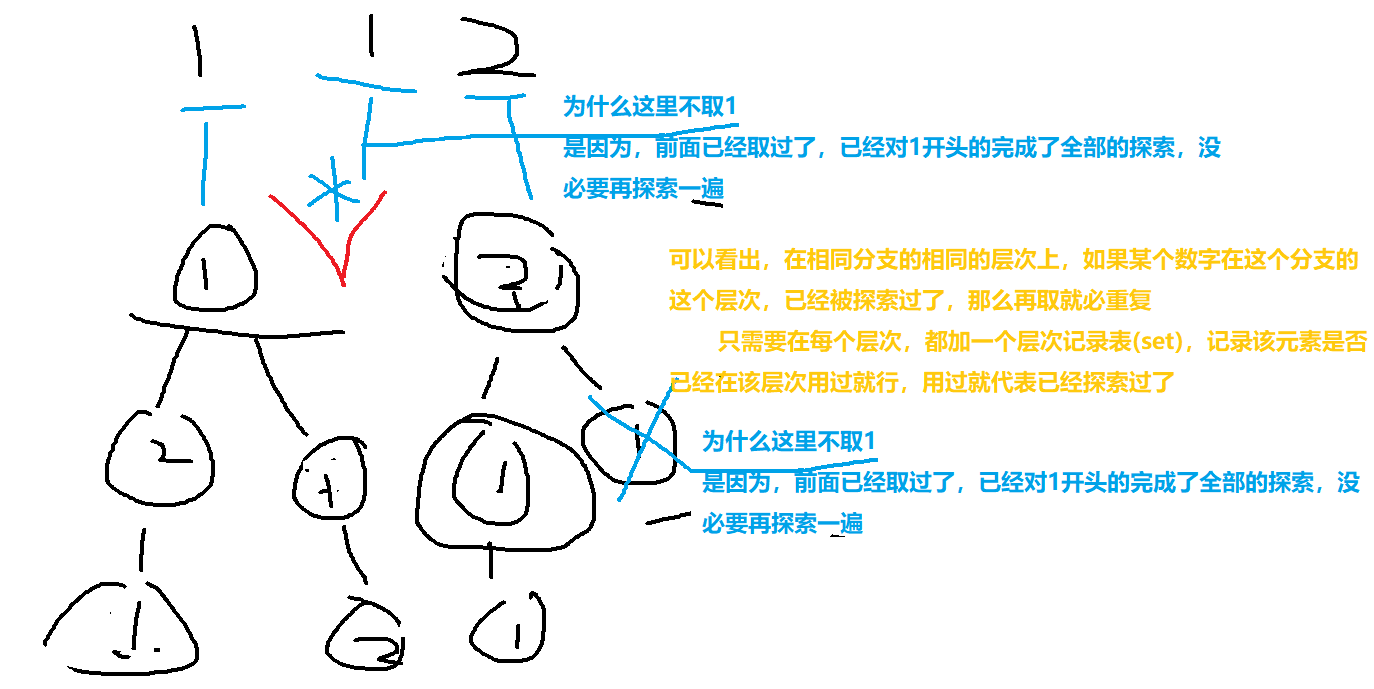 1 1 2
为什么这里不取1
是因为，前面已经取过了，已经对1开头的完成了全部的探索，没
必要再探索一遍
1 2
可以看出，在相同分支的相同的层次上，如果某个数字在这个分支的
这个层次，已经被探索过了，那么再取就必重复
只需要在每个层次，都加一个层次记录表(set)，记录该元素是否
已经在该层次用过就行，用过就代表已经探索过了
2 1 1 1
为什么这里不取1
是因为，前面已经取过了，已经对1开头的完成了全部的探索，没
必要再探索一遍
1 2 1